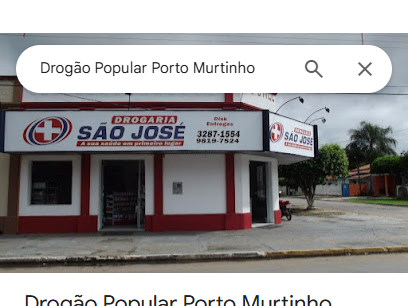 Drogão Popular Porto Murtinho
DROGARIA
SÃO JOSÉ
A sua saúde em primeiro lugar
Disk
Entregas
3287-1554
9819-7524
DROGARIA
SÃO JOSÉ
Drogão Popular Porto Murtinho